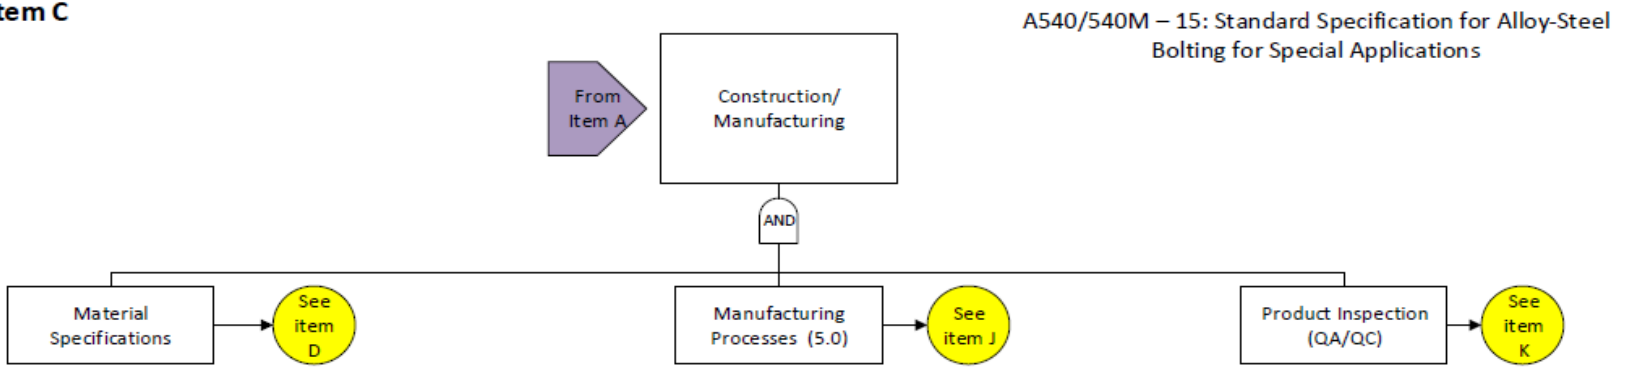 tem C
A540/540M – 15: Standard Specification for Alloy-Steel
Bolting for Special Applications
From
Item A
Construction/
Manufacturing
AND
Material
Specifications
See
item
D
Manufacturing
Processes (5.0)
See
item J
Product Inspection
(QA/QC)
See
item
K